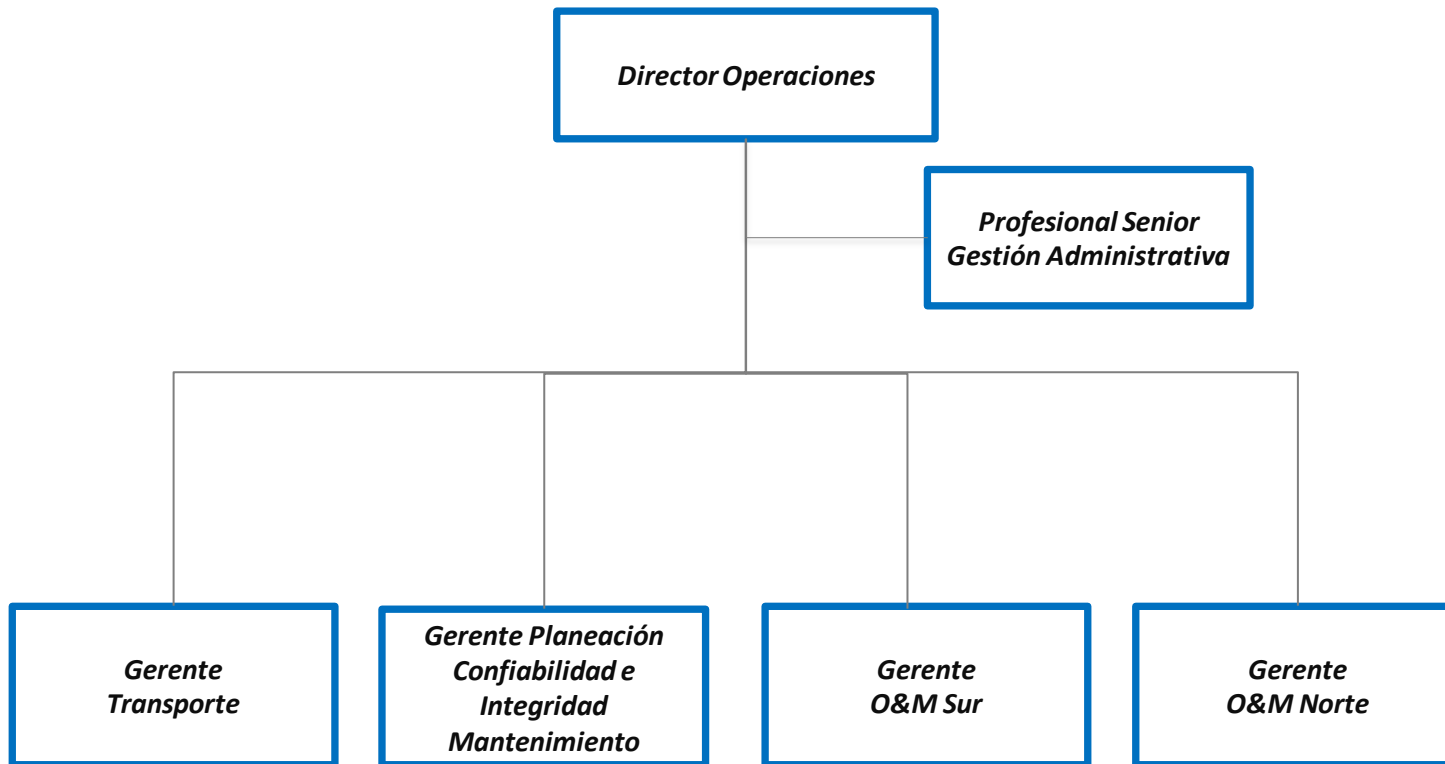 Director Operaciones
Profesional Senior
Gestión Administrativa
Gerente
Transporte
Gerente Planeación
Confiabilidad e
Integridad
Mantenimiento
Gerente
O&M Sur
Gerente
O&M Norte